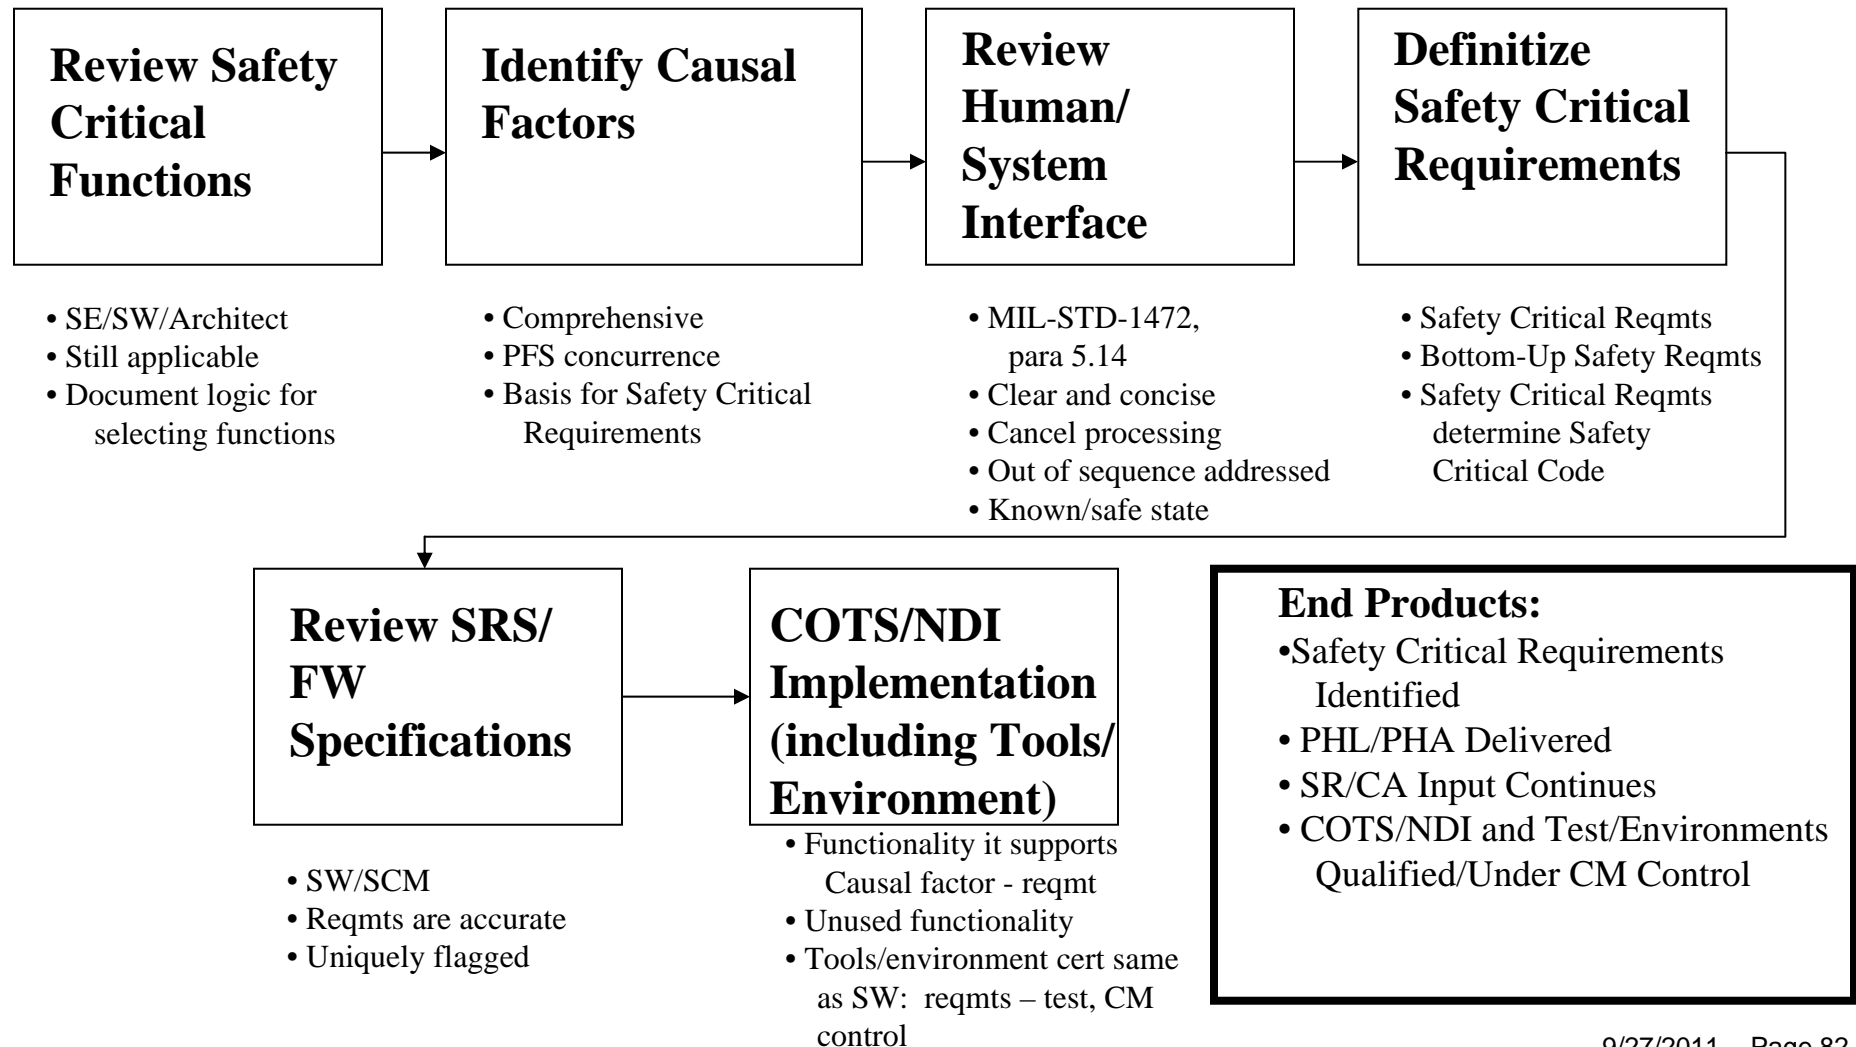 Review Safety
Critical
Functions
Identify Causal
Factors
Review
Human/
System
Interface
Definitize
Safety Critical
Requirements
• SE/SW/Architect
• Still applicable
• Document logic for
selecting functions
• Comprehensive
• PFS concurrence
• Basis for Safety Critical
Requirements
• MIL-STD-1472,
para 5.14
• Clear and concise
• Cancel processing
• Out of sequence addressed
• Known/safe state
• Safety Critical Reqmts
• Bottom-Up Safety Reqmts
• Safety Critical Reqmts
determine Safety
Critical Code
Review SRS/
FW
Specifications
COTS/NDI
Implementation
(including Tools/
Environment)
• SW/SCM
• Reqmts are accurate
• Uniquely flagged
• Functionality it supports
Causal factor - reqmt
• Unused functionality
• Tools/environment cert same
as SW: reqmts – test, CM
control
End Products:
•Safety Critical Requirements
Identified
• PHL/PHA Delivered
• SR/CA Input Continues
• COTS/NDI and Test/Environments
Qualified/Under CM Control
9/27/2011 Page 82